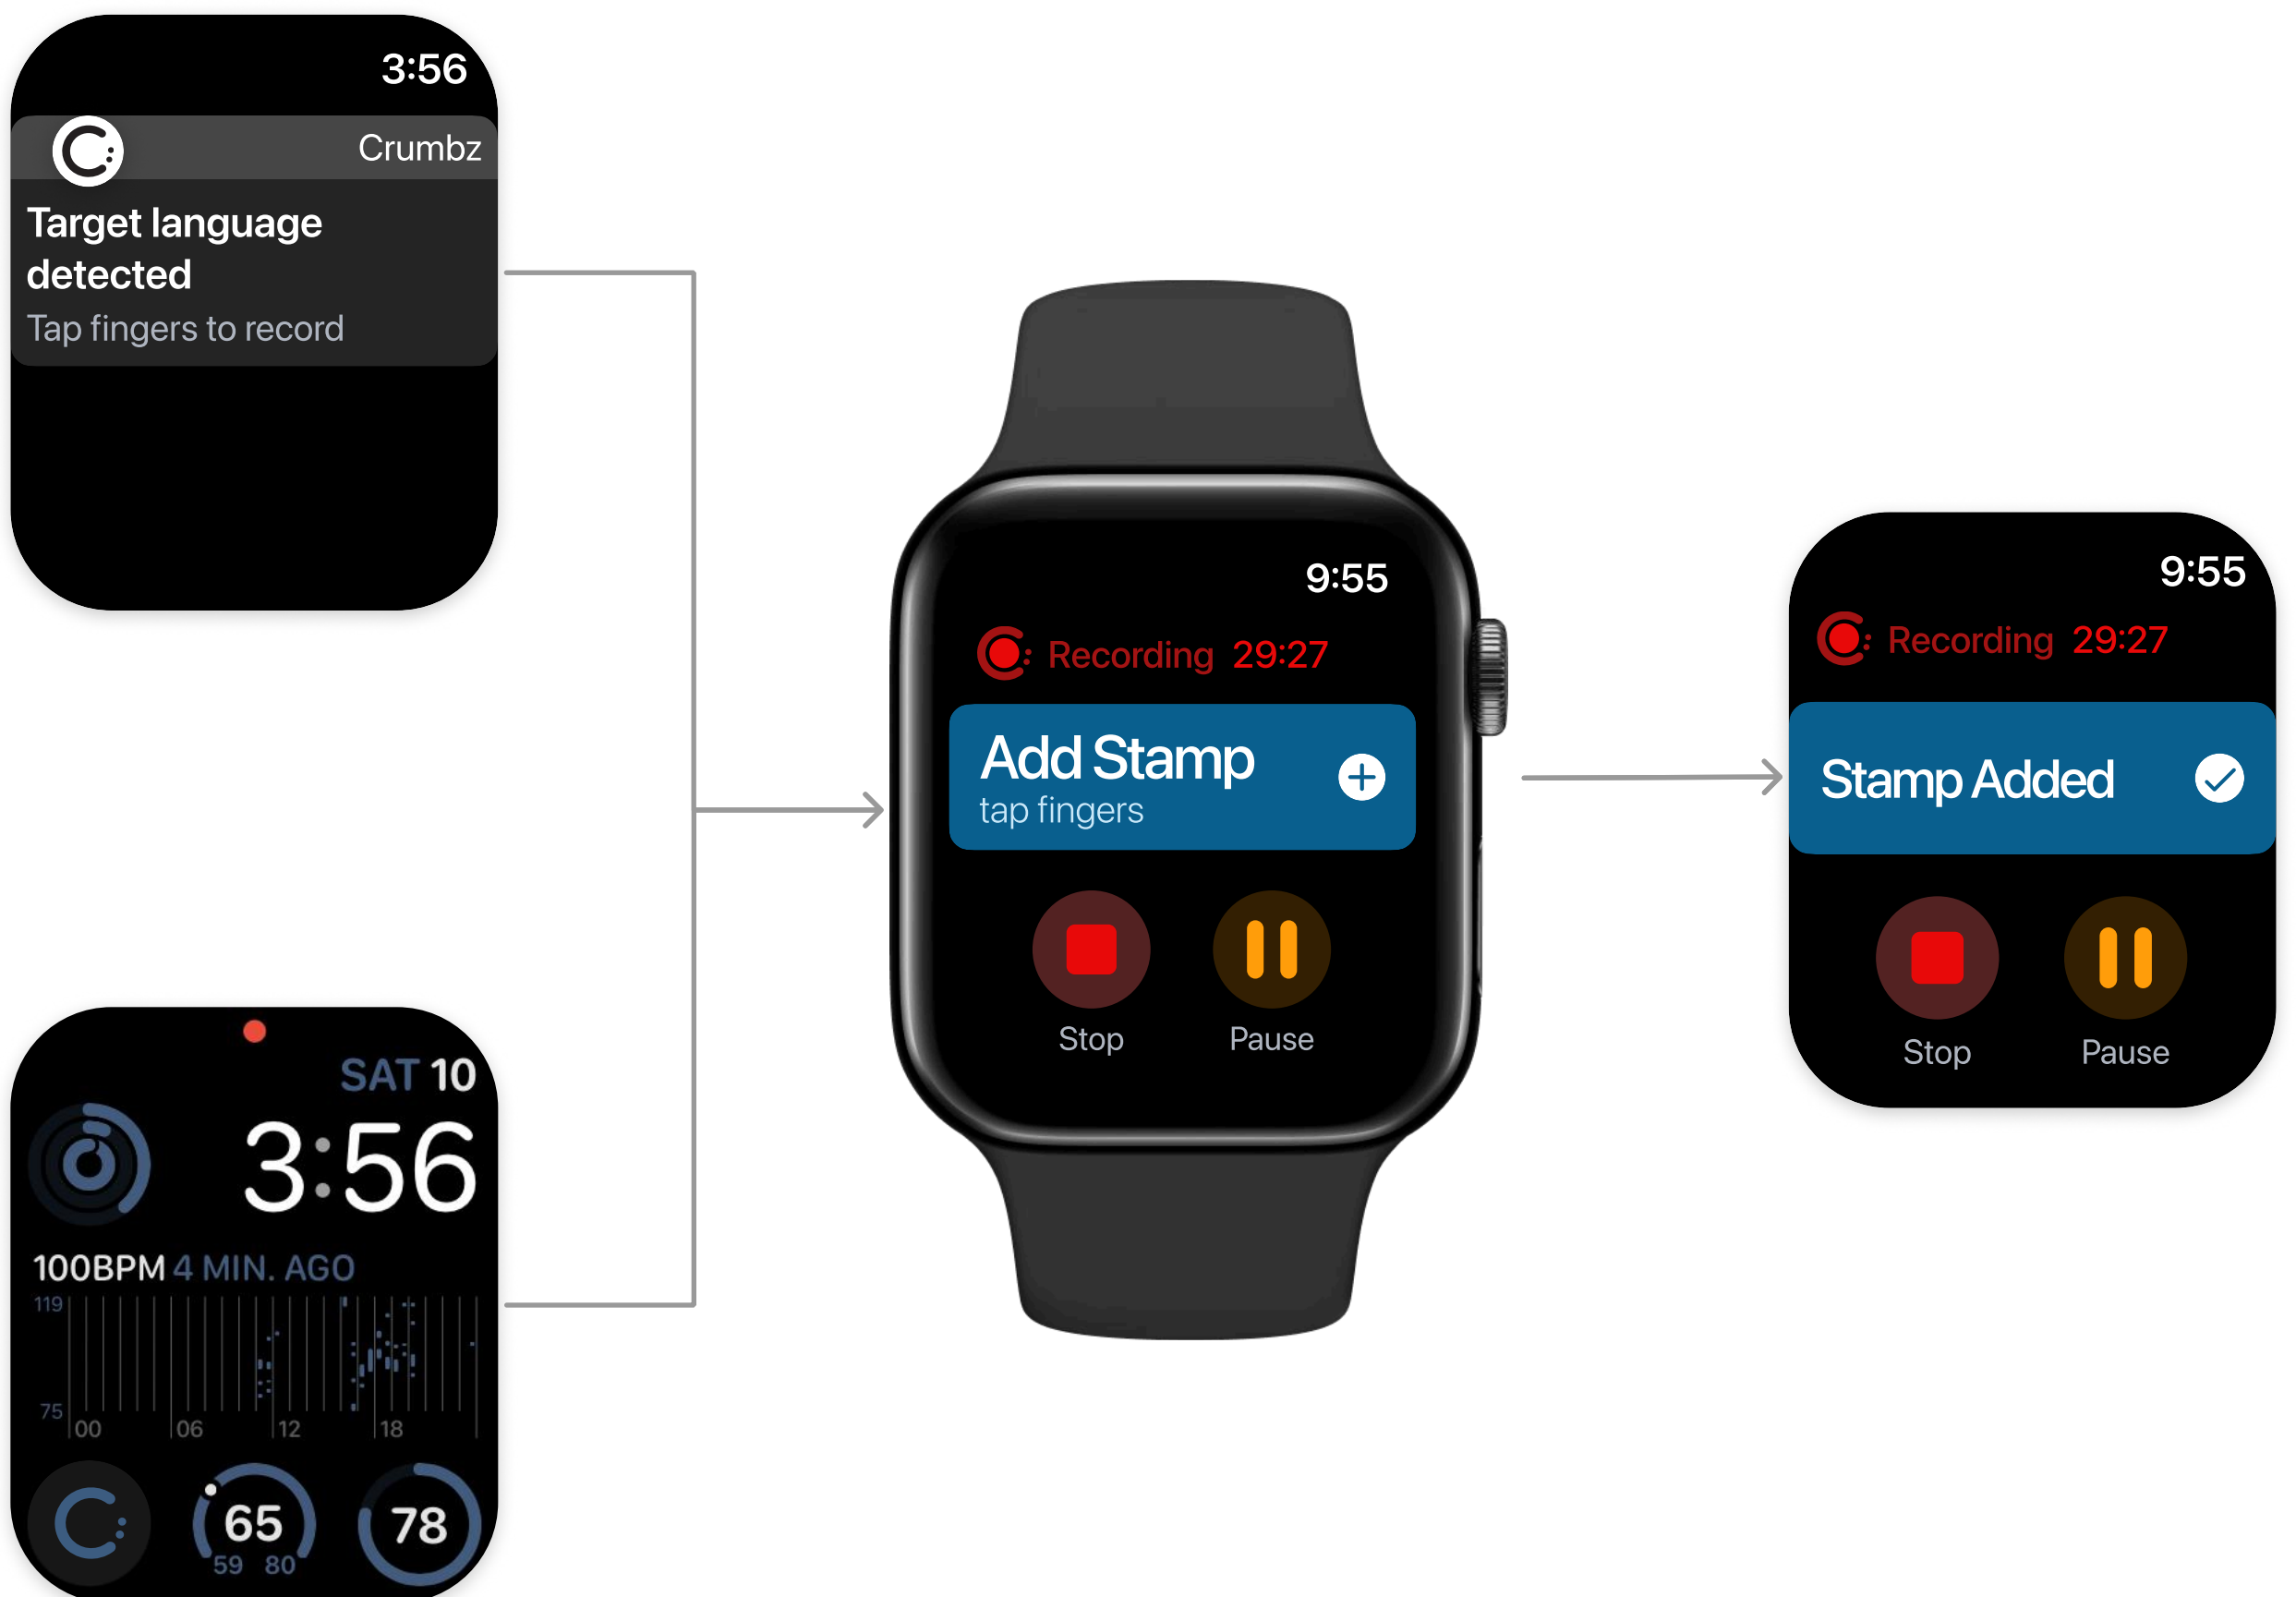 3:56
Crumbz
Target language
detected
Tap fingers to record
SAT 10
3:56
100BPM 4 MIN. AGO
119
75
00 06 12 18
65
59 80
78
9:55
Recording 29:27
Add Stamp
tap fingers
Stop Pause
9:55
Recording 29:27
Stamp Added
Stop Pause